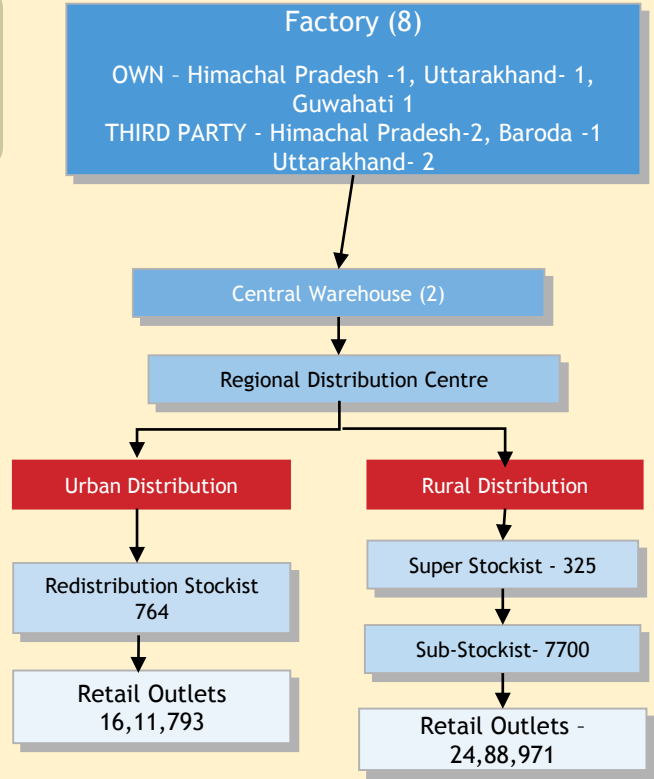 Factory (8)
OWN – Himachal Pradesh -1, Uttarakhand- 1,
Guwahati 1
THIRD PARTY - Himachal Pradesh-2, Baroda -1
Uttarakhand- 2
Central Warehouse (2)
Regional Distribution Centre
Urban Distribution
Rural Distribution
Redistribution Stockist
764
Super Stockist - 325
Sub-Stockist- 7700
Retail Outlets
16,11,793
Retail Outlets –
24,88,971